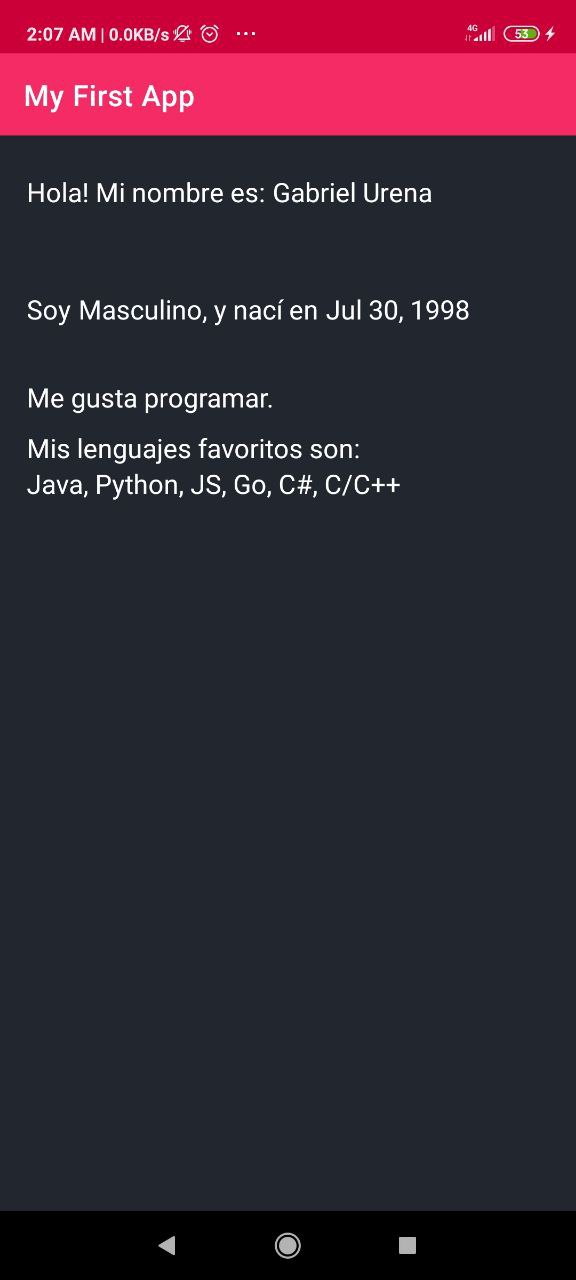 2:07 AM | 0.0KB/s
4G
53
My First App
Hola! Mi nombre es: Gabriel Urena
Soy Masculino, y nací en Jul 30, 1998
Me gusta programar.
Mis lenguajes favoritos son:
Java, Python, JS, Go, C#, C/C++